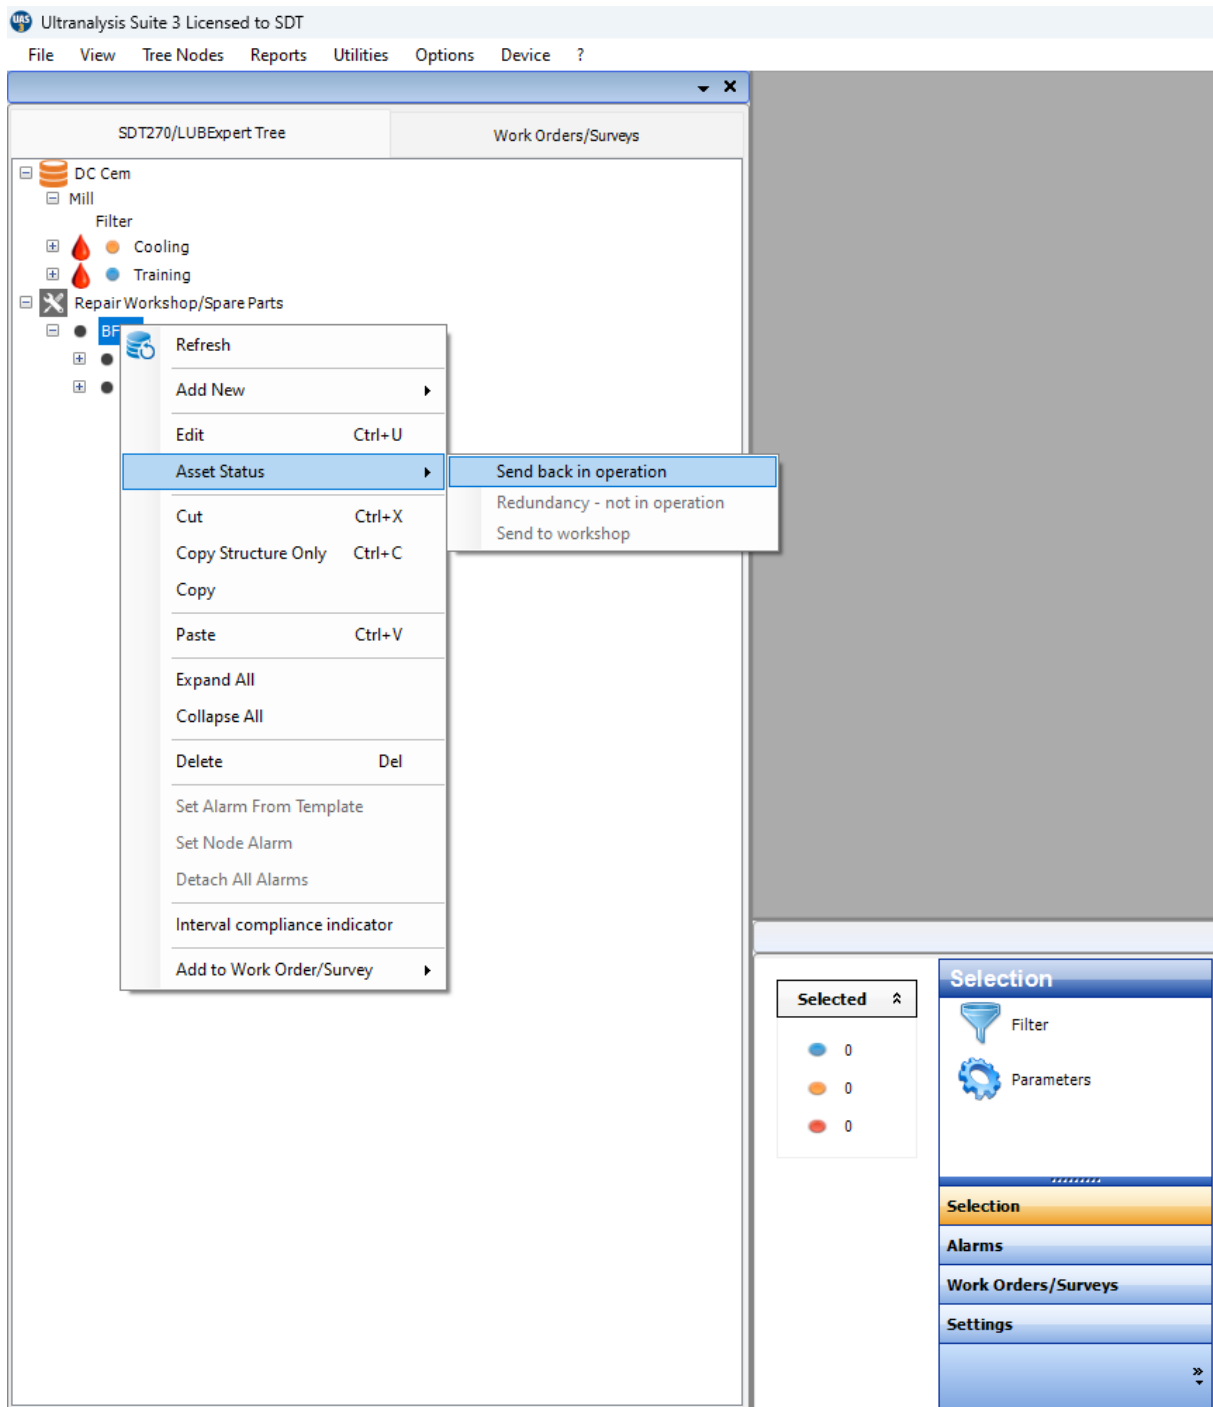 UAS 3 Ultranalysis Suite 3 Licensed to SDT
File View Tree Nodes Reports Utilities Options Device ?
SDT270/LUBExpert Tree Work Orders/Surveys
DC Cem
Mill
Filter
Cooling
Training
Repair Workshop/Spare Parts
BF
Refresh
Add New
Edit Ctrl+U
Asset Status
Send back in operation
Redundancy - not in operation
Send to workshop
Cut Ctrl+X
Copy Structure Only Ctrl+C
Copy
Paste Ctrl+V
Expand All
Collapse All
Delete Del
Set Alarm From Template
Set Node Alarm
Detach All Alarms
Interval compliance indicator
Add to Work Order/Survey
Selected
0
0
0
Selection
Filter
Parameters
Selection
Alarms
Work Orders/Surveys
Settings